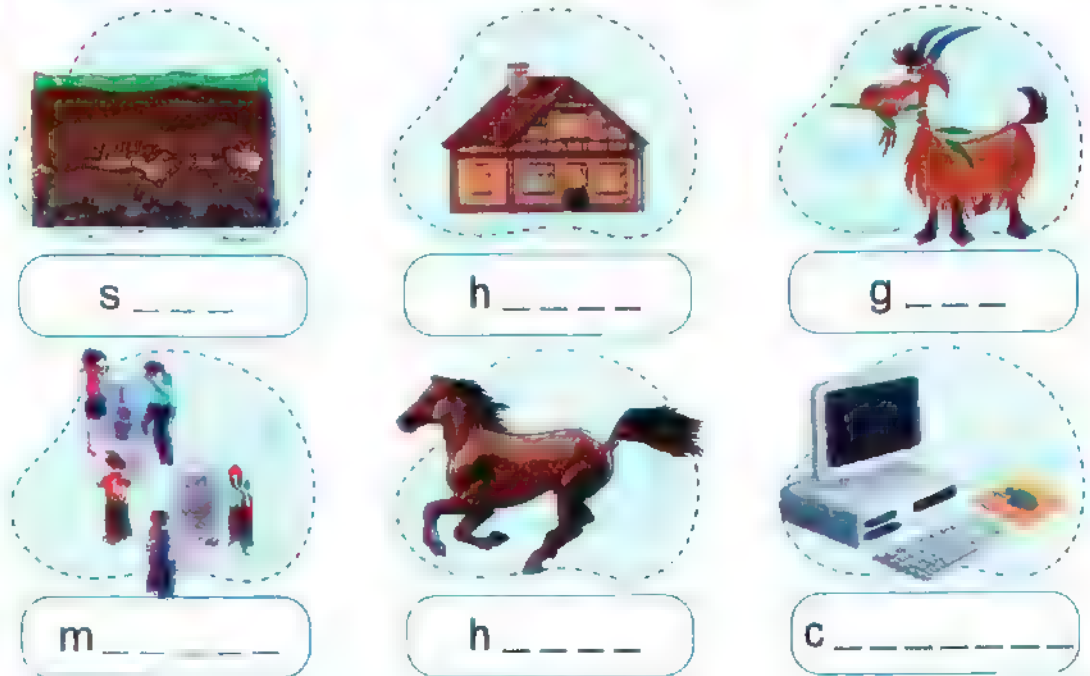 s _ _ _
h _ _ _ _
g _ _ _
m _ _ _ _ _
h _ _ _ _
c _ _ _ _ _ _ _